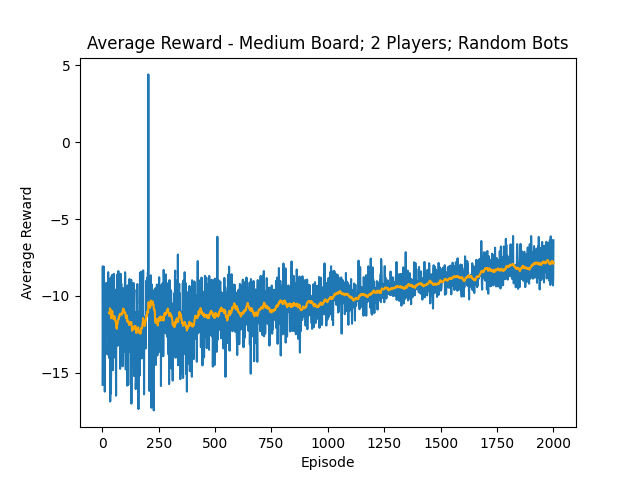 Average Reward - Medium Board; 2 Players; Random Bots
Average Reward
5
0
−5
−10
−15
0 250 500 750 1000 1250 1500 1750 2000
Episode